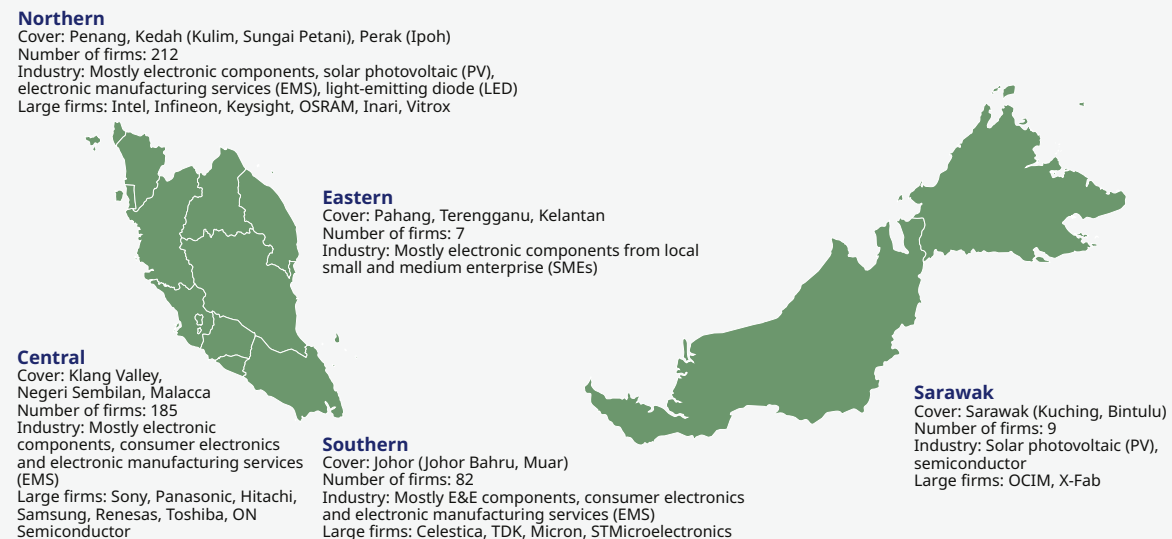 Northern
Cover: Penang, Kedah (Kulim, Sungai Petani), Perak (Ipoh)
Number of firms: 212
Industry: Mostly electronic components, solar photovoltaic (PV),
electronic manufacturing services (EMS), light-emitting diode (LED)
Large firms: Intel, Infineon, Keysight, OSRAM, Inari, Vitrox
Eastern
Cover: Pahang, Terengganu, Kelantan
Number of firms: 7
Industry: Mostly electronic components from local
small and medium enterprise (SMEs)
Central
Cover: Klang Valley,
Negeri Sembilan, Malacca
Number of firms: 185
Industry: Mostly electronic
components, consumer electronics
and electronic manufacturing services
(EMS)
Large firms: Sony, Panasonic, Hitachi,
Samsung, Renesas, Toshiba, ON
Semiconductor
Southern
Cover: Johor (Johor Bahru, Muar)
Number of firms: 82
Industry: Mostly E&E components, consumer electronics
and electronic manufacturing services (EMS)
Large firms: Celestica, TDK, Micron, STMicroelectronics
Sarawak
Cover: Sarawak (Kuching, Bintulu)
Number of firms: 9
Industry: Solar photovoltaic (PV),
semiconductor
Large firms: OCIM, X-Fab